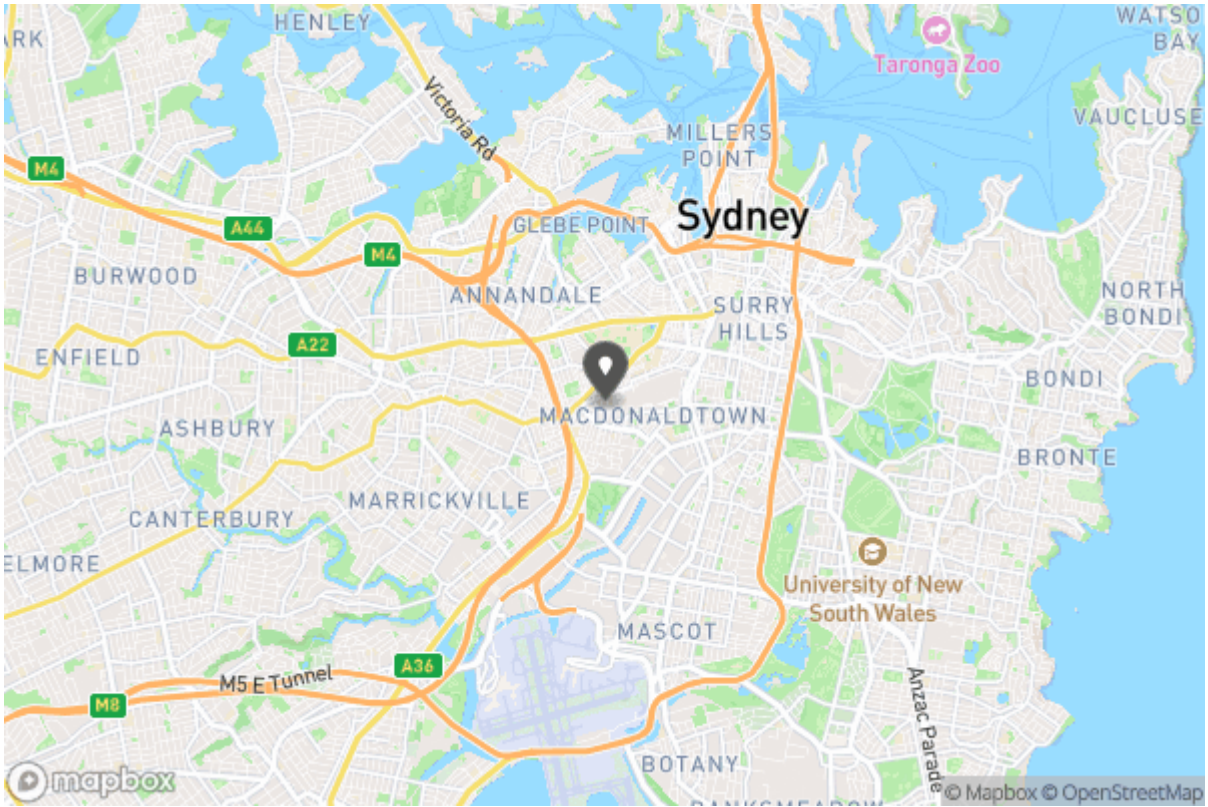 HENLEY
WATSO
BAY
ARK
Taronga Zoo
Victoria Rd
VAUCLUSE
MILLERS
POINT
M4
Sydney
A44
GLEBE POINT
M4
BURWOOD
ANNANDALE
NORTH
BONDI
SURRY
HILLS
A22
ENFIELD
BONDI
MACDONALDTOWN
ASHBURY
BRONTE
MARRICKVILLE
CANTERBURY
ELMORE
University of New
South Wales
MASCOT
A36
M5 E Tunnel
M8
Anzac Parade
BOTANY
mapbox
© Mapbox © OpenStreetMap
BANKSMEADOW